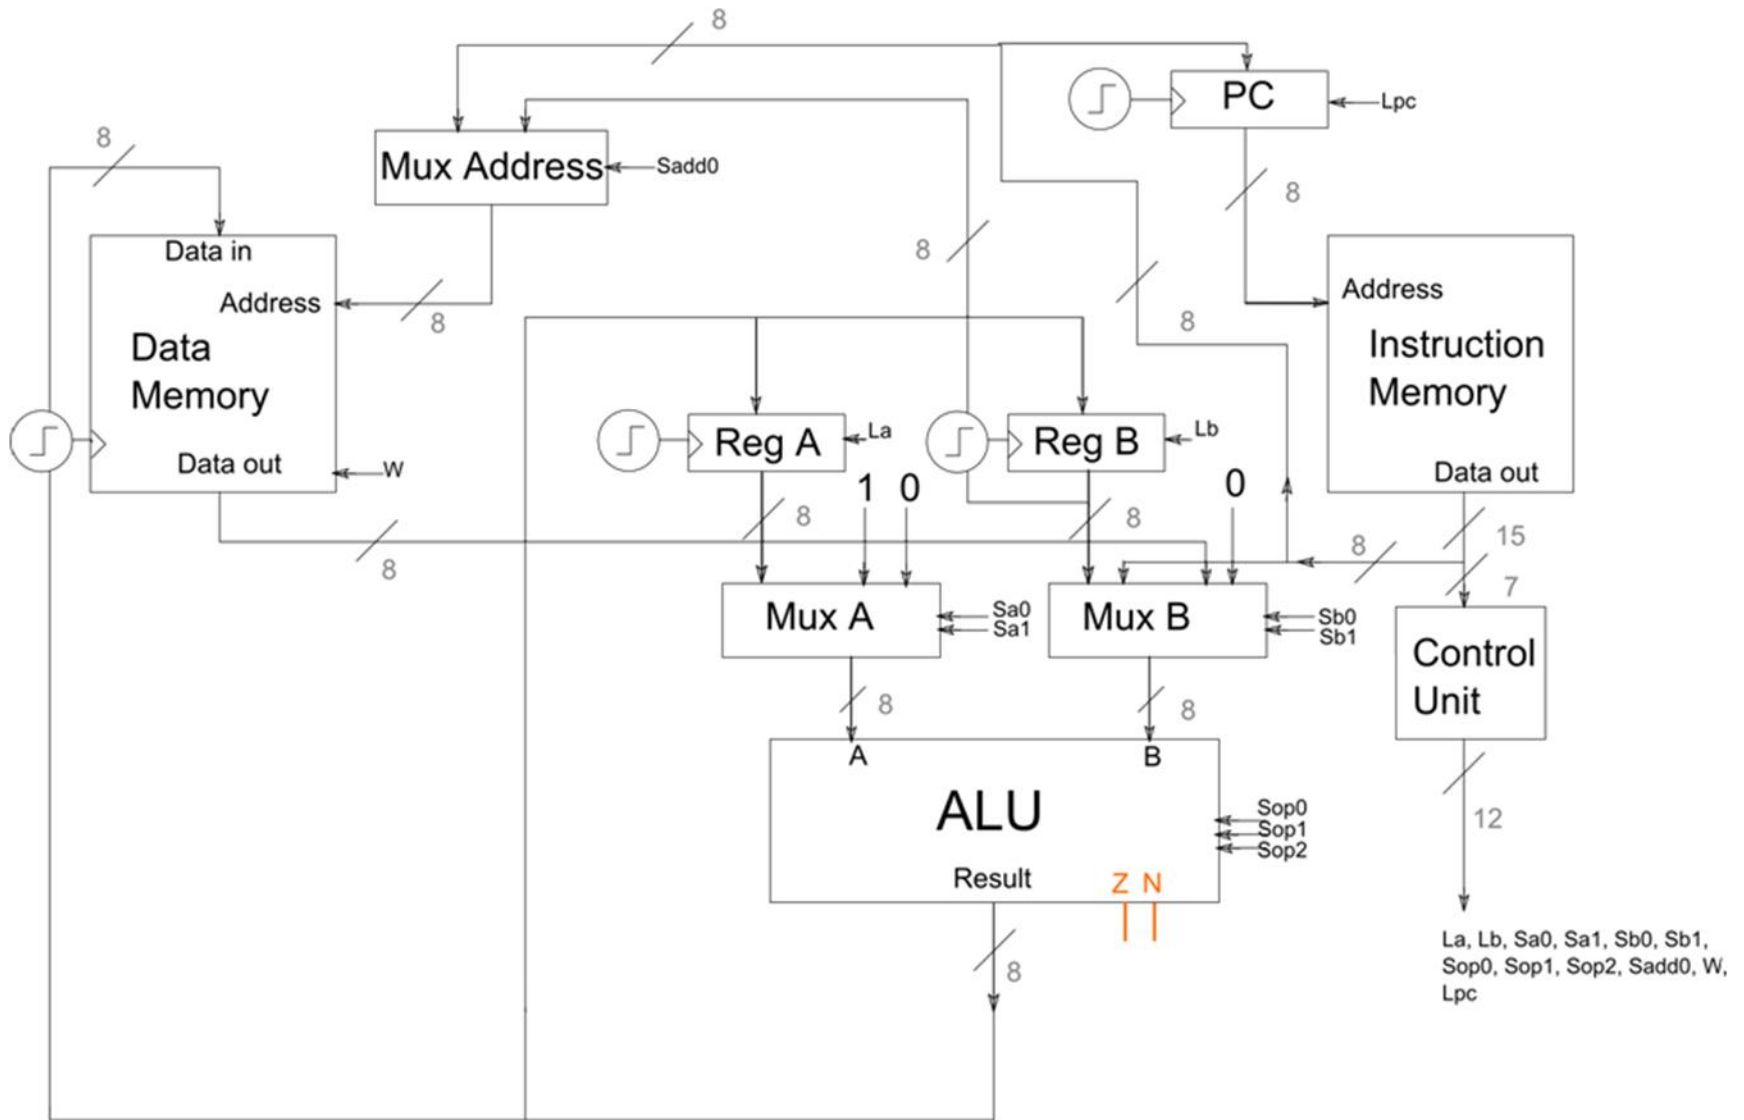 8
PC
Lpc
8
Mux Address
Sadd0
8
8
Data in
Address
Data
Memory
Data out
W
8
8
8
Address
Instruction
Memory
Data out
Reg A
La
Reg B
Lb
1 0
0
8
8
8
15
8
7
Mux A
Sa0
Sa1
Mux B
Sb0
Sb1
Control
Unit
8
8
A
B
ALU
Sop0
Sop1
Sop2
Result
Z N
12
8
La, Lb, Sa0, Sa1, Sb0, Sb1,
Sop0, Sop1, Sop2, Sadd0, W,
Lpc